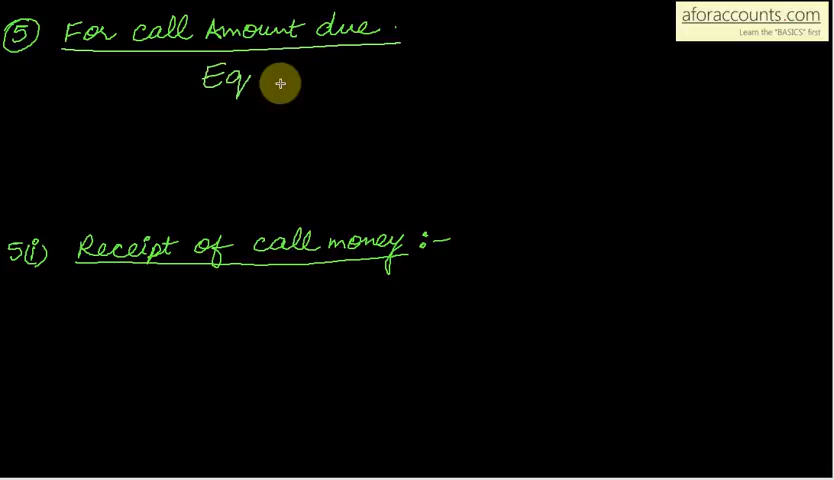 aforaccounts.com
Learn the "BASICS" first
5 For call Amount due.
Eq
5(i) Receipt of call money :-